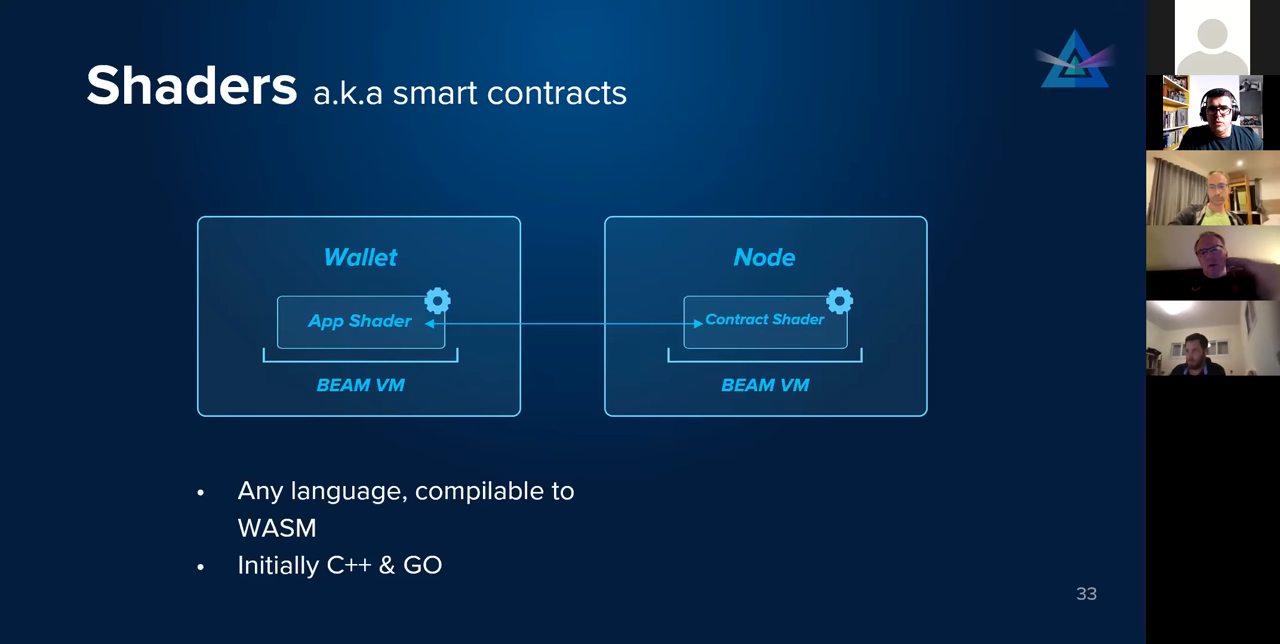 Shaders a.k.a smart contracts
Wallet
App Shader
BEAM VM
Node
Contract Shader
BEAM VM
• Any language, compilable to
WASM
• Initially C++ & GO
33